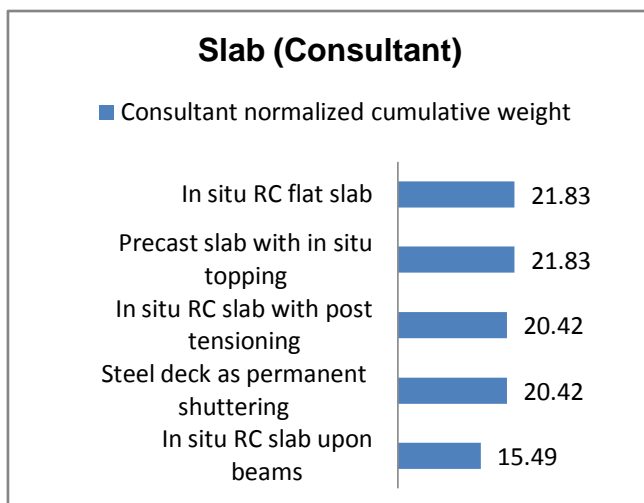 Slab (Consultant)
Consultant normalized cumulative weight
In situ RC flat slab 21.83
Precast slab with in situ
topping 21.83
In situ RC slab with post
tensioning 20.42
Steel deck as permanent
shuttering 20.42
In situ RC slab upon
beams 15.49